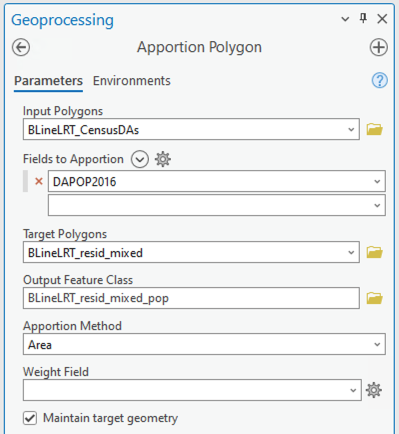 Geoprocessing
Apportion Polygon
Parameters Environments
Input Polygons
BLineLRT_CensusDAs
Fields to Apportion
DAPOP2016
Target Polygons
BLineLRT_resid_mixed
Output Feature Class
BLineLRT_resid_mixed_pop
Apportion Method
Area
Weight Field
Maintain target geometry